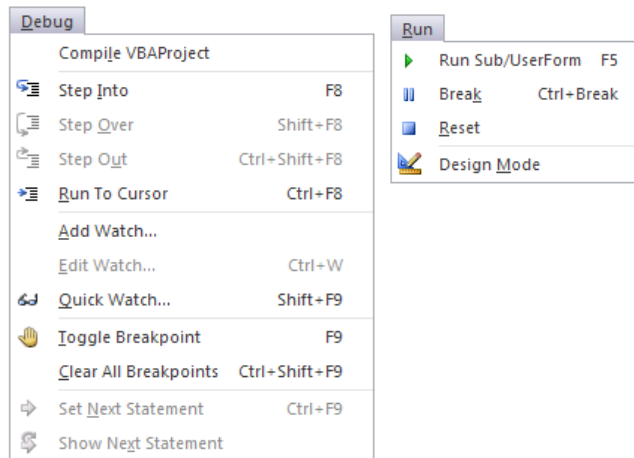 Debug
Compile VBAProject
Step Into F8
Step Over Shift+F8
Step Out Ctrl+Shift+F8
Run To Cursor Ctrl+F8
Add Watch...
Edit Watch... Ctrl+W
Quick Watch... Shift+F9
Toggle Breakpoint F9
Clear All Breakpoints Ctrl+Shift+F9
Set Next Statement Ctrl+F9
Show Next Statement
Run
Run Sub/UserForm F5
Break Ctrl+Break
Reset
Design Mode